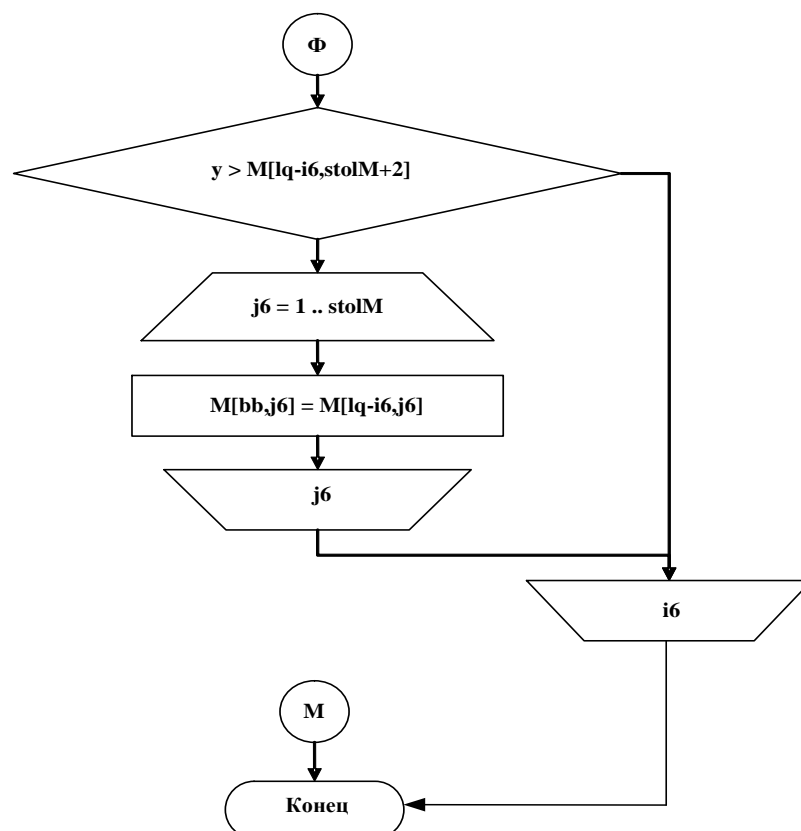 Ф
y > M[lq-i6,stolM+2]
j6 = 1 .. stolM
M[bb,j6] = M[lq-i6,j6]
j6
i6
М
Конец